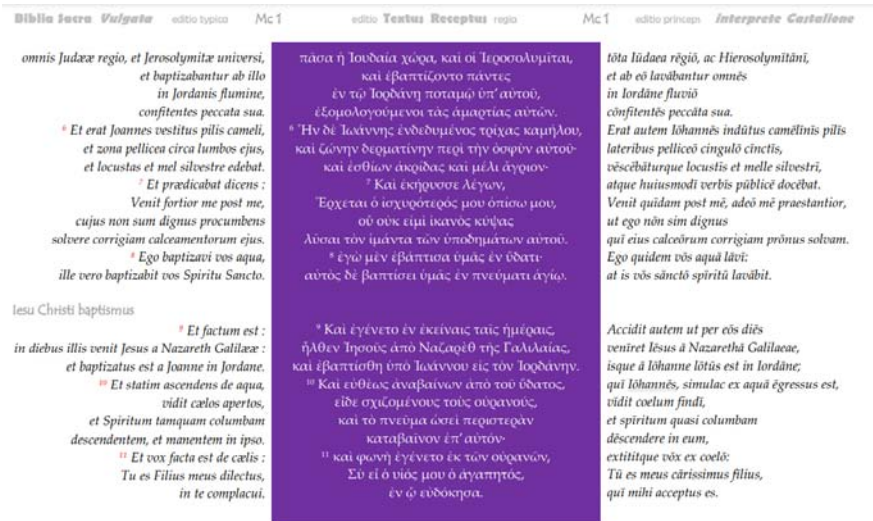 Biblia Sacra Vulgata editio typica Mc 1
editio Textus Receptus regia Mc 1
editio princeps Interprete Castalione
omnis Judææ regio, et Jerosolymitæ universi,
et baptizabantur ab illo
in Jordanis flumine,
confitentes peccata sua.
6 Et erat Joannes vestitus pilis cameli,
et zona pellicea circa lumbos ejus,
et locustas et mel silvestre edebat.
7 Et prædicabat dicens :
Venit fortior me post me,
cujus non sum dignus procumbens
solvere corrigiam calceamentorum ejus.
8 Ego baptizavi vos aqua,
ille vero baptizabit vos Spiritu Sancto.
Iesu Christi baptismus
9 Et factum est :
in diebus illis venit Jesus a Nazareth Galilææ :
et baptizatus est a Joanne in Jordane.
10 Et statim ascendens de aqua,
vidit cælos apertos,
et Spiritum tamquam columbam
descendentem, et manentem in ipso.
11 Et vox facta est de cælis :
Tu es Filius meus dilectus,
in te complacui.
πᾶσα ἡ Ἰουδαία χώρα, καὶ οἱ Ἱεροσολυμῖται,
καὶ ἐβαπτίζοντο πάντες
ἐν τῷ Ἰορδάνῃ ποταμῷ ὑπ’ αὐτοῦ,
ἐξομολογούμενοι τὰς ἁμαρτίας αὐτῶν.
6 Ἦν δὲ Ἰωάννης ἐνδεδυμένος τρίχας καμήλου,
καὶ ζώνην δερματίνην περὶ τὴν ὀσφὺν αὐτοῦ·
καὶ ἐσθίων ἀκρίδας καὶ μέλι ἄγριον·
7 Καὶ ἐκήρυσσε λέγων,
Ἔρχεται ὁ ἰσχυρότερός μου ὀπίσω μου,
οὗ οὐκ εἰμὶ ἱκανὸς κύψας
λῦσαι τὸν ἱμάντα τῶν ὑποδημάτων αὐτοῦ.
8 ἐγὼ μὲν ἐβάπτισα ὑμᾶς ἐν ὕδατι·
αὐτὸς δὲ βαπτίσει ὑμᾶς ἐν πνεύματι ἁγίῳ.
9 Καὶ ἐγένετο ἐν ἐκείναις ταῖς ἡμέραις,
ἦλθεν Ἰησοῦς ἀπὸ Ναζαρὲθ τῆς Γαλιλαίας,
καὶ ἐβαπτίσθη ὑπὸ Ἰωάννου εἰς τὸν Ἰορδάνην.
10 Καὶ εὐθέως ἀναβαίνων ἀπὸ τοῦ ὕδατος,
εἶδε σχιζομένους τοὺς οὐρανούς,
καὶ τὸ πνεῦμα ὡσεὶ περιστερὰν
καταβαῖνον ἐπ’ αὐτόν·
11 καὶ φωνὴ ἐγένετο ἐκ τῶν οὐρανῶν,
Σὺ εἶ ὁ υἱός μου ὁ ἀγαπητός,
ἐν ᾧ εὐδόκησα.
tōta Iūdaea rēgiō, ac Hierosolymītānī,
et ab eō lavābantur omnēs
in Iordāne fluviō
cōnfitentēs peccāta sua.
Erat autem Iōhannēs indūtus camēlīnīs pilīs
lateribus pelliceō cingulō cīnctīs,
vēscēbāturque locustīs et melle silvestrī,
atque huiusmodī verbīs pūblicē docēbat.
Venit quīdam post mē, adeō mē praestantior,
ut ego nōn sim dignus
quī eius calceōrum corrigiam prōnus solvam.
Ego quidem vōs aquā lāvī:
at is vōs sānctō spīritū lavābit.
Accidit autem ut per eōs diēs
venīret Iēsus ā Nazarethā Galilaeae,
isque ā Iōhanne lōtūs est in Iordāne;
quī Iōhannēs, simulac ex aquā ēgressus est,
vīdit coelum findī,
et spīritum quasi columbam
dēscendere in eum,
extititque vōx ex coelō:
Tū es meus cārissimus fīlius,
quī mihi acceptus es.